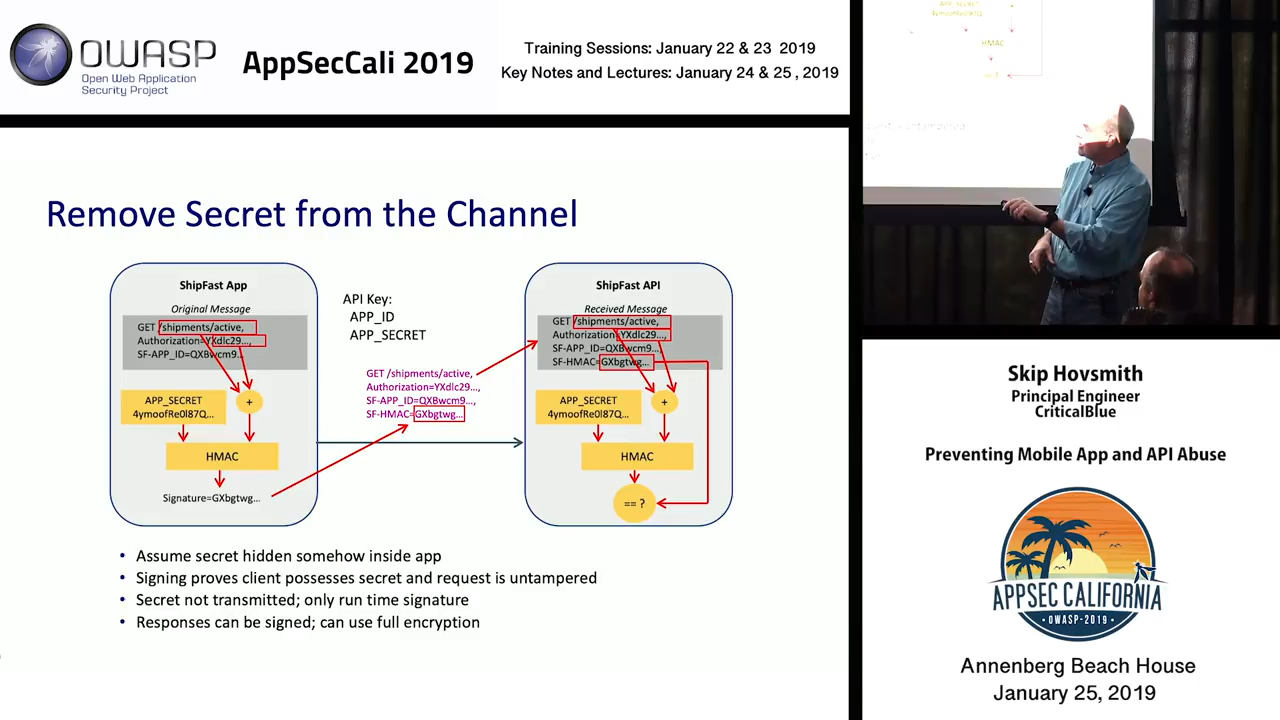 OWASP
Open Web Application
Security Project
AppSecCali 2019
Training Sessions: January 22 & 23 2019
Key Notes and Lectures: January 24 & 25 , 2019
Remove Secret from the Channel
ShipFast App
Original Message
GET /shipments/active,
Authorization=YXdlc29...,
SF-APP_ID=QXBwcm9...
APP_SECRET
4ymoofRe0l87Q...
+
HMAC
Signature=GXbgtwg...
API Key:
APP_ID
APP_SECRET
GET /shipments/active,
Authorization=YXdlc29...,
SF-APP_ID=QXBwcm9...,
SF-HMAC=GXbgtwg...
ShipFast API
Received Message
GET /shipments/active,
Authorization=YXdlc29...,
SF-APP_ID=QXBwcm9...,
SF-HMAC=GXbgtwg...
APP_SECRET
4ymoofRe0l87Q...
+
HMAC
== ?
• Assume secret hidden somehow inside app
• Signing proves client possesses secret and request is untampered
• Secret not transmitted; only run time signature
• Responses can be signed; can use full encryption
APP_SECRET
HMAC
Skip Hovsmith
Principal Engineer
CriticalBlue
Preventing Mobile App and API Abuse
APPSEC CALIFORNIA
·OWASP-2019·
Annenberg Beach House
January 25, 2019